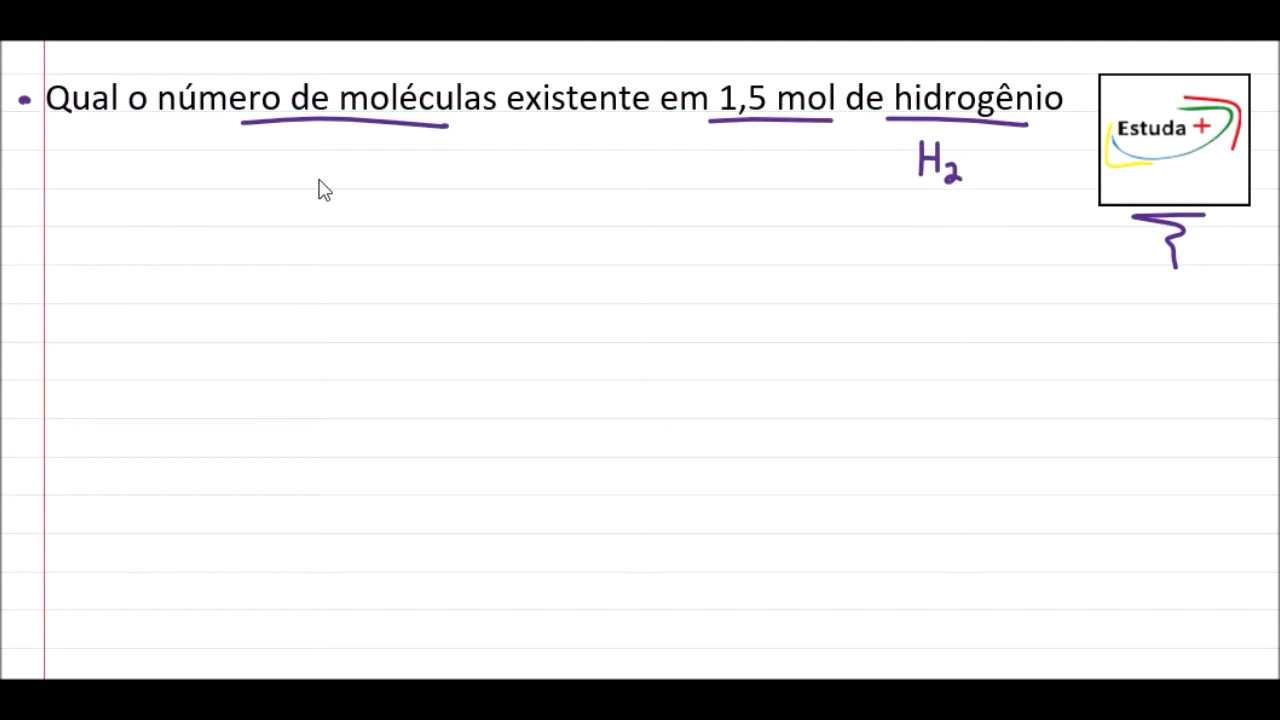 • Qual o número de moléculas existente em 1,5 mol de hidrogênio
H₂
Estuda +